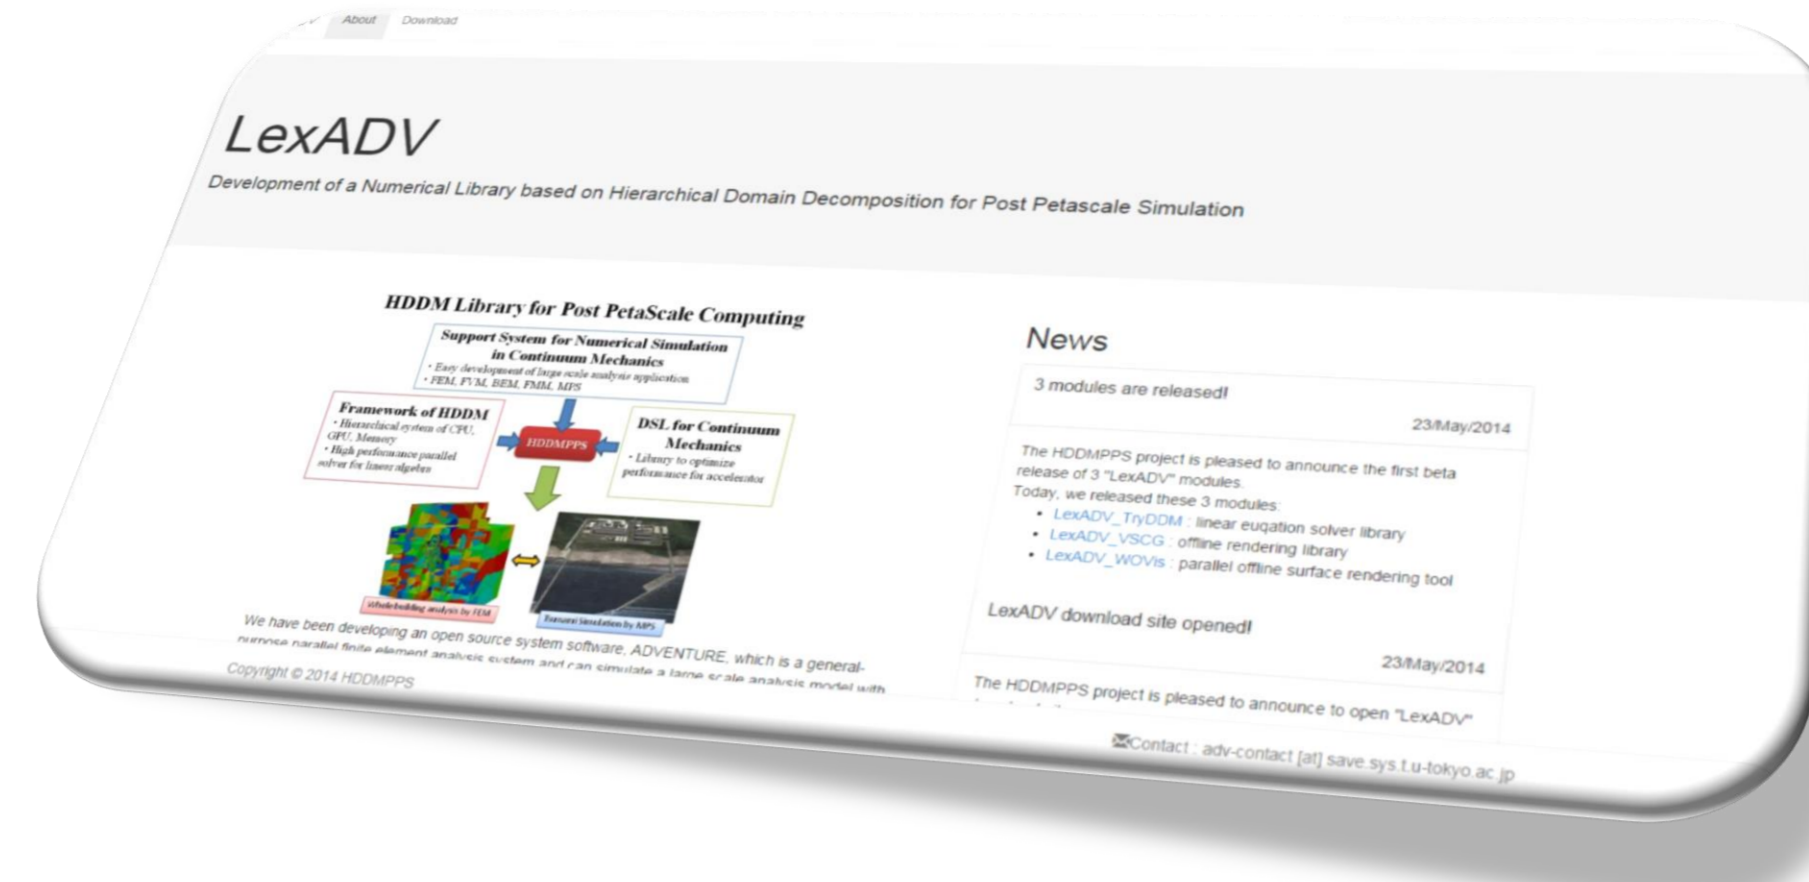 About Download
LexADV
Development of a Numerical Library based on Hierarchical Domain Decomposition for Post Petascale Simulation
HDDM Library for Post PetaScale Computing
Support System for Numerical Simulation
in Continuum Mechanics
• Easy development of large scale analysis application
• FEM, FVM, BEM, FMM, MPS
Framework of HDDM
• Hierarchical system of CPU,
GPU, Memory
• High performance parallel
solver for linear algebra
HDDMPPS
DSL for Continuum
Mechanics
• Library to optimize
performance for accelerator
Whole building analysis by FEM
Tsunami Simulation by MPS
We have been developing an open source system software, ADVENTURE, which is a general-
purpose parallel finite element analysis system and can simulate a large scale analysis model with
News
3 modules are released!
23/May/2014
The HDDMPPS project is pleased to announce the first beta
release of 3 "LexADV" modules.
Today, we released these 3 modules:
• LexADV_TryDDM : linear euqation solver library
• LexADV_VSCG : offline rendering library
• LexADV_WOVis : parallel offline surface rendering tool
LexADV download site opened!
23/May/2014
The HDDMPPS project is pleased to announce to open "LexADV"
Copyright © 2014 HDDMPPS
Contact : adv-contact [at] save.sys.t.u-tokyo.ac.jp